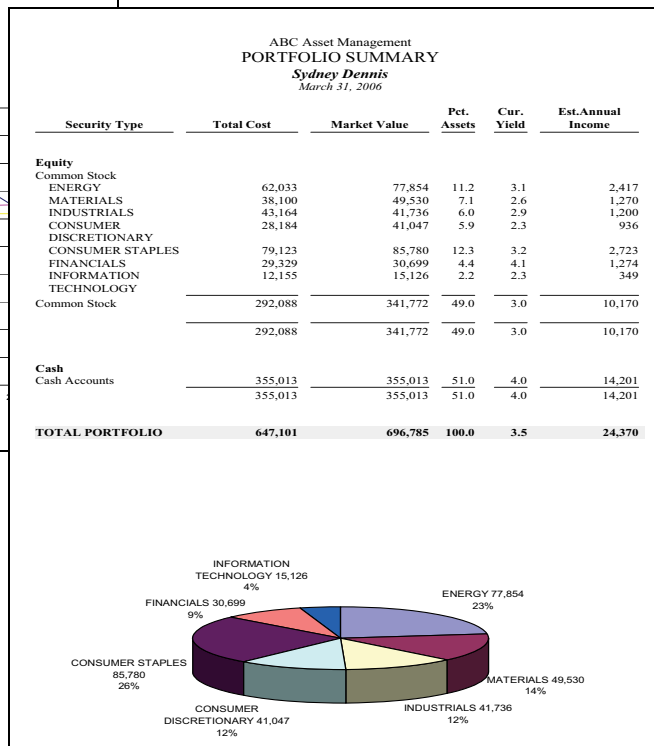 ABC Asset Management
PORTFOLIO SUMMARY
Sydney Dennis
March 31, 2006
Pct. Cur. Est.Annual
Security Type Total Cost Market Value Assets Yield Income
Equity
Common Stock
ENERGY 62,033 77,854 11.2 3.1 2,417
MATERIALS 38,100 49,530 7.1 2.6 1,270
INDUSTRIALS 43,164 41,736 6.0 2.9 1,200
CONSUMER 28,184 41,047 5.9 2.3 936
DISCRETIONARY
CONSUMER STAPLES 79,123 85,780 12.3 3.2 2,723
FINANCIALS 29,329 30,699 4.4 4.1 1,274
INFORMATION 12,155 15,126 2.2 2.3 349
TECHNOLOGY
Common Stock 292,088 341,772 49.0 3.0 10,170
292,088 341,772 49.0 3.0 10,170
Cash
Cash Accounts 355,013 355,013 51.0 4.0 14,201
355,013 355,013 51.0 4.0 14,201
TOTAL PORTFOLIO 647,101 696,785 100.0 3.5 24,370
INFORMATION
TECHNOLOGY 15,126
4%
ENERGY 77,854
23%
FINANCIALS 30,699
9%
CONSUMER STAPLES
85,780
26%
MATERIALS 49,530
14%
CONSUMER
DISCRETIONARY 41,047
12%
INDUSTRIALS 41,736
12%